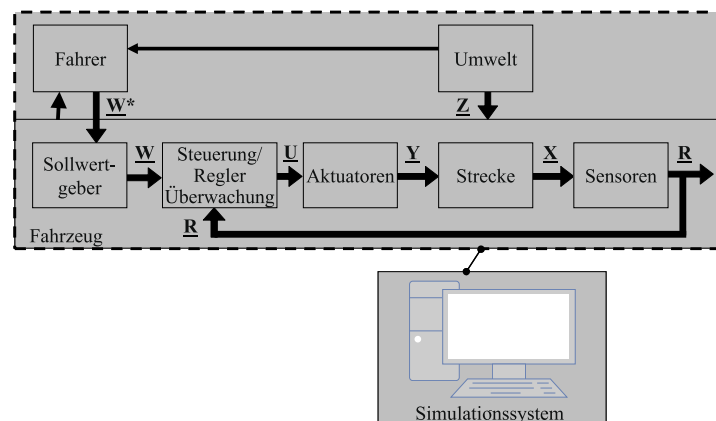 Fahrer
Umwelt
W*
Z
Sollwert-
geber
W
Steuerung/
Regler
Überwachung
U
Aktuatoren
Y
Strecke
X
Sensoren
R
R
Fahrzeug
Simulationssystem